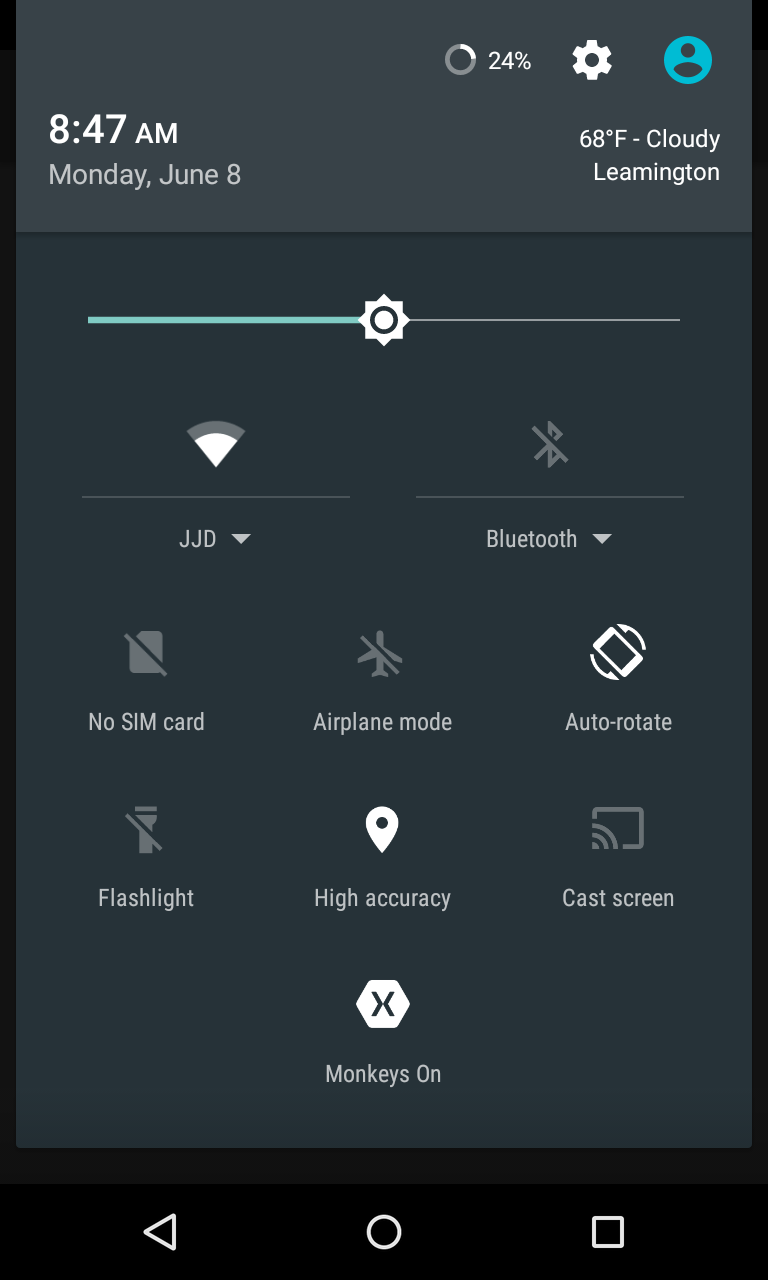 24%
8:47 AM
Monday, June 8
68°F - Cloudy
Leamington
JJD
Bluetooth
No SIM card
Airplane mode
Auto-rotate
Flashlight
High accuracy
Cast screen
Monkeys On